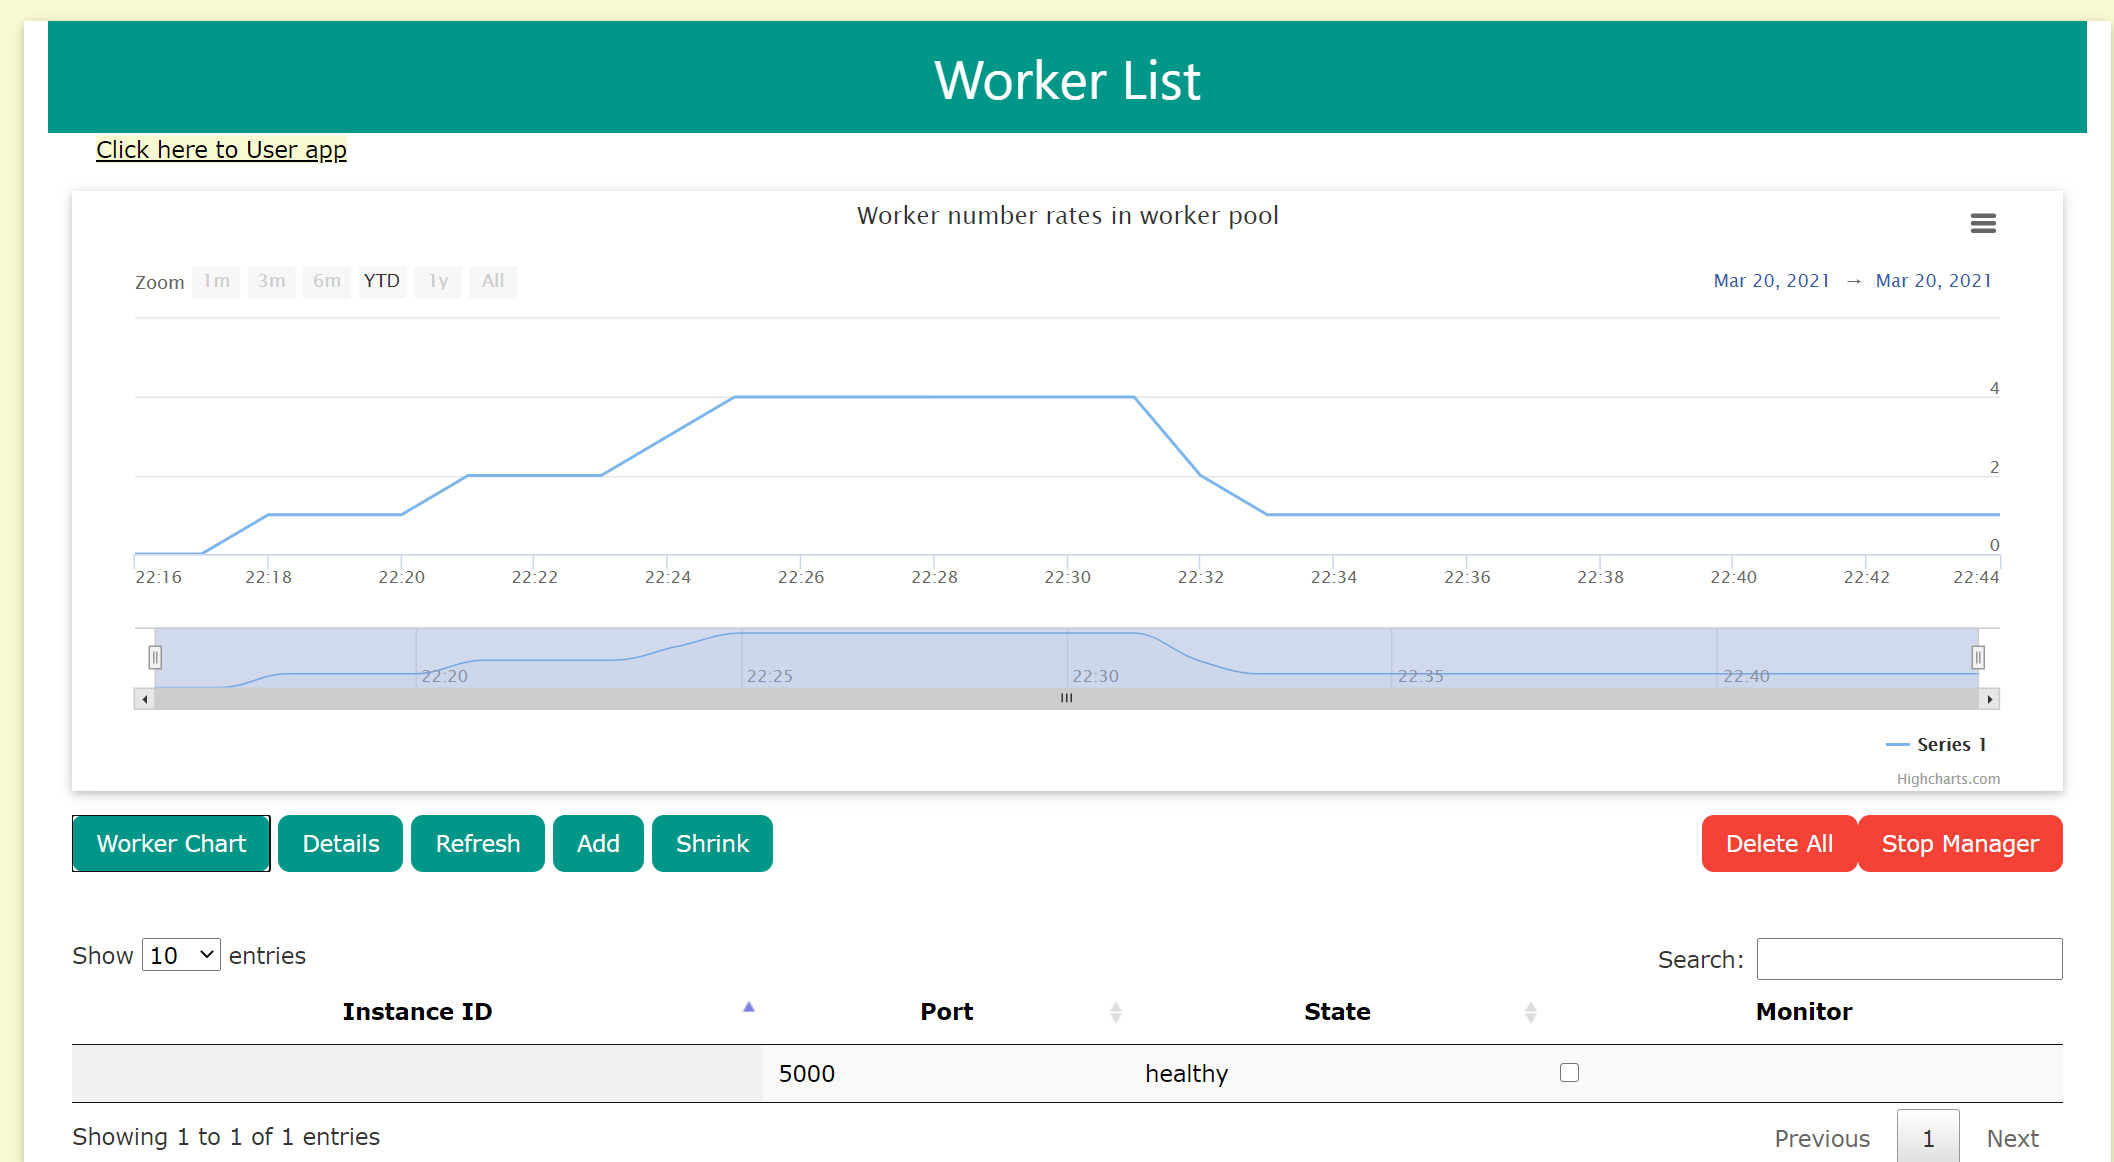 Worker List
Click here to User app
Worker number rates in worker pool
Zoom 1m 3m 6m YTD 1y All Mar 20, 2021 → Mar 20, 2021
4
2
0
22:16 22:18 22:20 22:22 22:24 22:26 22:28 22:30 22:32 22:34 22:36 22:38 22:40 22:42 22:44
22:20 22:25 22:30 22:35 22:40
Series 1
Highcharts.com
Worker Chart Details Refresh Add Shrink Delete All Stop Manager
Show 10 entries Search:
Instance ID Port State Monitor
5000 healthy
Showing 1 to 1 of 1 entries Previous 1 Next